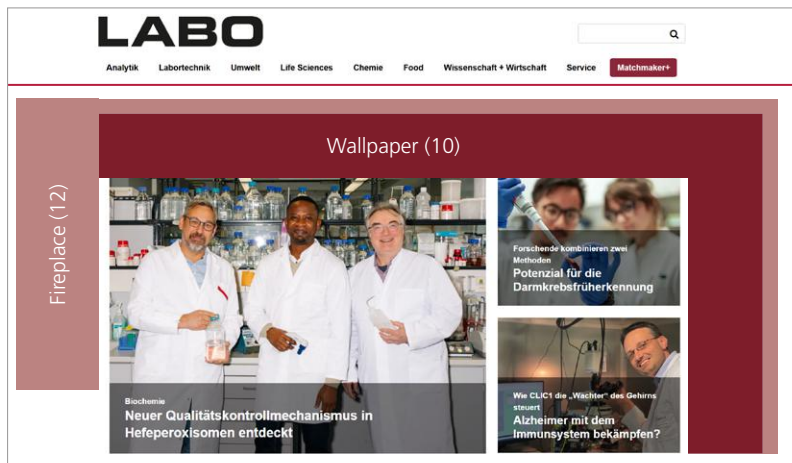 LABO
Analytik Labortechnik Umwelt Life Sciences Chemie Food Wissenschaft + Wirtschaft Service Matchmaker+
Wallpaper (10)
Fireplace (12)
Biochemie
Neuer Qualitätskontrollmechanismus in
Hefeperoxisomen entdeckt
Forschende kombinieren zwei
Methoden
Potenzial für die
Darmkrebsfrüherkennung
Wie CLIC1 die „Wächter“ des Gehirns
steuert
Alzheimer mit dem
Immunsystem bekämpfen?